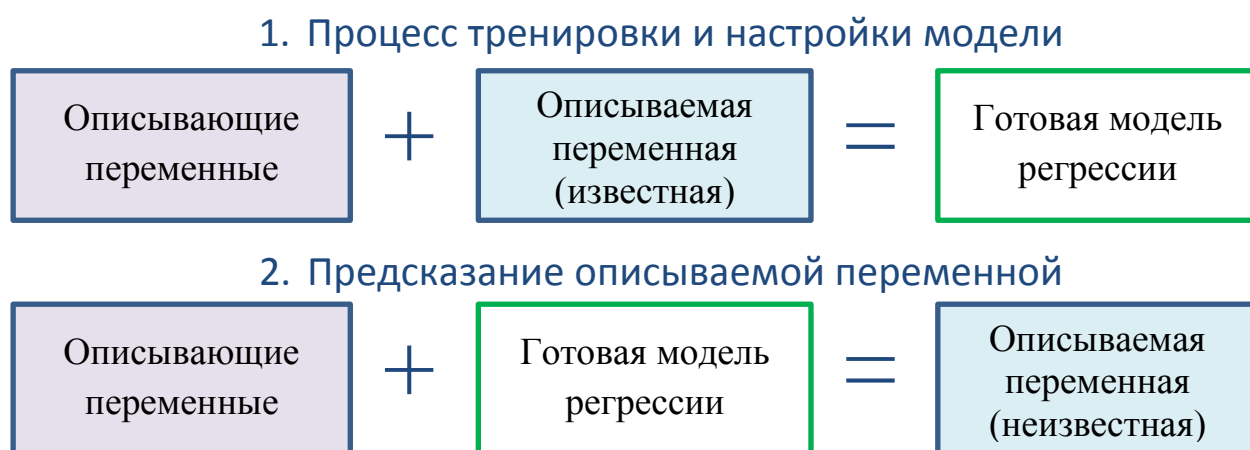 1. Процесс тренировки и настройки модели
Описывающие
переменные
+
Описываемая
переменная
(известная)
=
Готовая модель
регрессии
2. Предсказание описываемой переменной
Описывающие
переменные
+
Готовая модель
регрессии
=
Описываемая
переменная
(неизвестная)